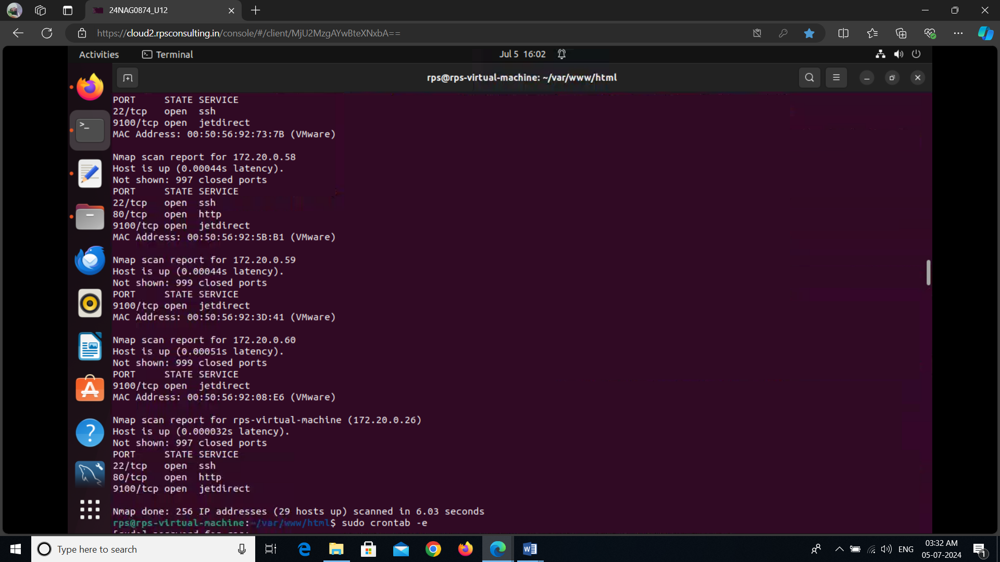 24NAG0874_U12
https://cloud2.rpsconsulting.in/console/#/client/MjU2MzgAYwBteXNxbA==
Activities Terminal Jul 5 16:02
rps@rps-virtual-machine: ~/var/www/html
PORT STATE SERVICE
22/tcp open ssh
9100/tcp open jetdirect
MAC Address: 00:50:56:92:73:7B (VMware)
Nmap scan report for 172.20.0.58
Host is up (0.00044s latency).
Not shown: 997 closed ports
PORT STATE SERVICE
22/tcp open ssh
80/tcp open http
9100/tcp open jetdirect
MAC Address: 00:50:56:92:5B:B1 (VMware)
Nmap scan report for 172.20.0.59
Host is up (0.00044s latency).
Not shown: 999 closed ports
PORT STATE SERVICE
9100/tcp open jetdirect
MAC Address: 00:50:56:92:3D:41 (VMware)
Nmap scan report for 172.20.0.60
Host is up (0.00051s latency).
Not shown: 999 closed ports
PORT STATE SERVICE
9100/tcp open jetdirect
MAC Address: 00:50:56:92:08:E6 (VMware)
Nmap scan report for rps-virtual-machine (172.20.0.26)
Host is up (0.000032s latency).
Not shown: 997 closed ports
PORT STATE SERVICE
22/tcp open ssh
80/tcp open http
9100/tcp open jetdirect
Nmap done: 256 IP addresses (29 hosts up) scanned in 6.03 seconds
rps@rps-virtual-machine:~/var/www/html$ sudo crontab -e
Type here to search
ENG
03:32 AM
05-07-2024
1